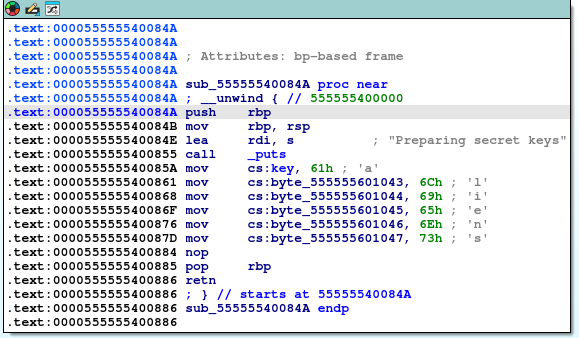 .text:000055555540084A
.text:000055555540084A
.text:000055555540084A ; Attributes: bp-based frame
.text:000055555540084A
.text:000055555540084A sub_55555540084A proc near
.text:000055555540084A ; __unwind { // 555555400000
.text:000055555540084A push    rbp
.text:000055555540084B mov     rbp, rsp
.text:000055555540084E lea     rdi, s          ; "Preparing secret keys"
.text:0000555555400855 call    _puts
.text:000055555540085A mov     cs:key, 61h ; 'a'
.text:0000555555400861 mov     cs:byte_555555601043, 6Ch ; 'l'
.text:0000555555400868 mov     cs:byte_555555601044, 69h ; 'i'
.text:000055555540086F mov     cs:byte_555555601045, 65h ; 'e'
.text:0000555555400876 mov     cs:byte_555555601046, 6Eh ; 'n'
.text:000055555540087D mov     cs:byte_555555601047, 73h ; 's'
.text:0000555555400884 nop
.text:0000555555400885 pop     rbp
.text:0000555555400886 retn
.text:0000555555400886 ; } // starts at 55555540084A
.text:0000555555400886 sub_55555540084A endp
.text:0000555555400886